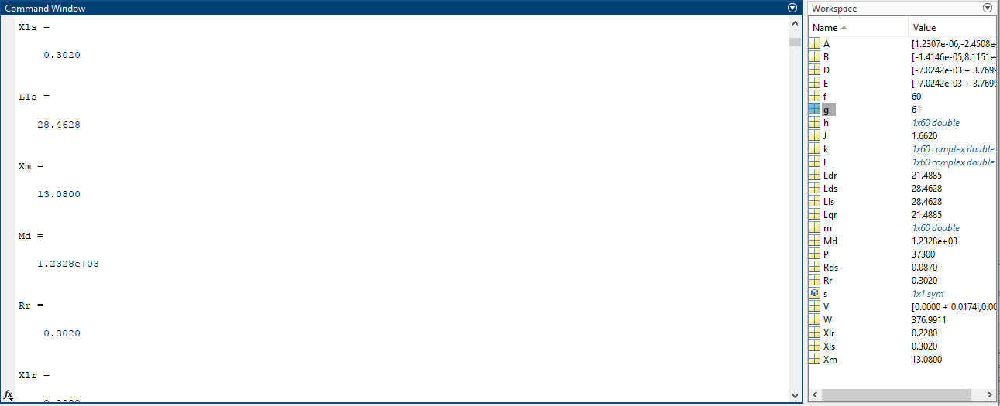 Command Window
Xls =
0.3020
Lls =
28.4628
Xm =
13.0800
Md =
1.2328e+03
Rr =
0.3020
Xlr =
fx
Workspace
Name Value
A [1.2307e-06,-2.4508e-
B [-1.4146e-05,8.1151e-
D [-7.0242e-03 + 3.7699
E [-7.0242e-03 + 3.7699
f 60
g 61
h 1x60 double
J 1.6620
k 1x60 complex double
l 1x60 complex double
Ldr 21.4885
Lds 28.4628
Lls 28.4628
Lqr 21.4885
m 1x60 double
Md 1.2328e+03
P 37300
Rds 0.0870
Rr 0.3020
s 1x1 sym
V [0.0000 + 0.0174i,0.00
W 376.9911
Xlr 0.2280
Xls 0.3020
Xm 13.0800